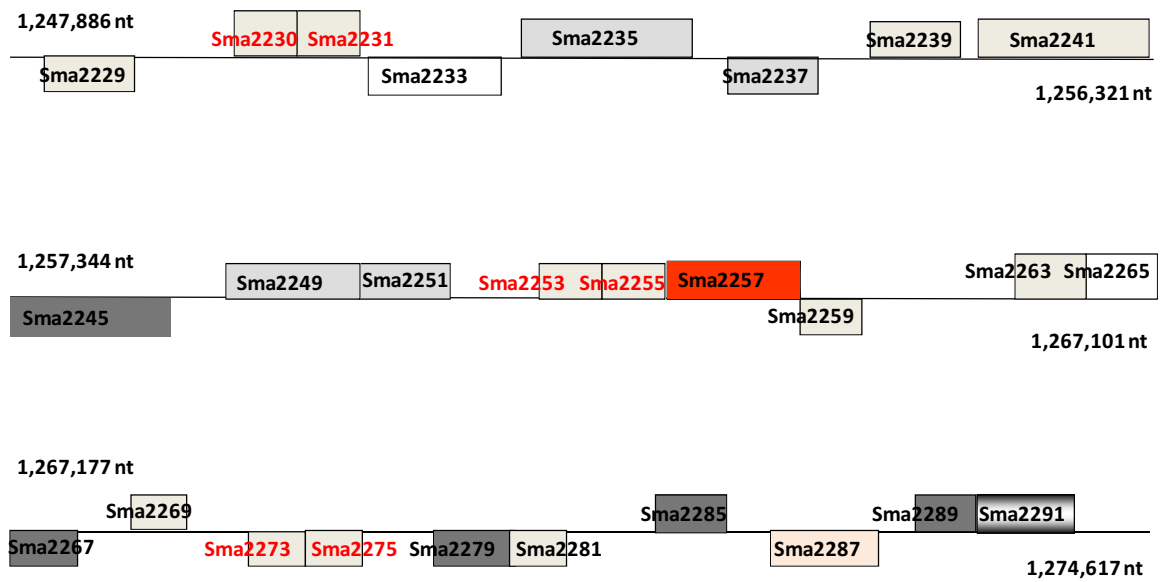 1,247,886 nt
Sma2230 Sma2231 Sma2235 Sma2239 Sma2241
Sma2229 Sma2233 Sma2237
1,256,321 nt
1,257,344 nt
Sma2249 Sma2251 Sma2253 Sma2255 Sma2257 Sma2263 Sma2265
Sma2245 Sma2259
1,267,101 nt
1,267,177 nt
Sma2269 Sma2285 Sma2289 Sma2291
Sma2267 Sma2273 Sma2275 Sma2279 Sma2281 Sma2287
1,274,617 nt